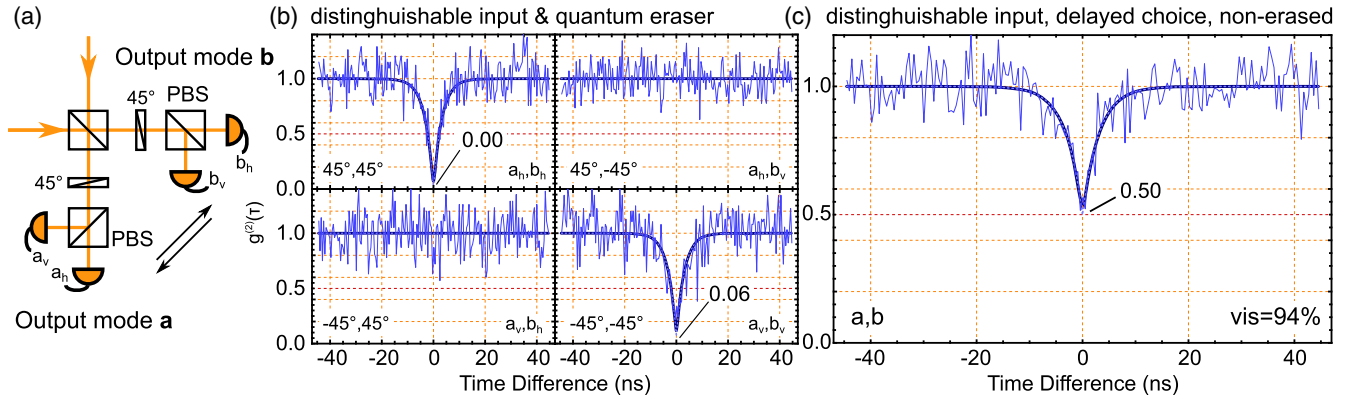 (a)
Output mode b
45°
PBS
b_h
b_v
45°
PBS
a_v
a_h
Output mode a
(b) distinghuishable input & quantum eraser
1.0
0.5
0.0
0.00
45°,45°
a_h,b_h
45°,-45°
a_h,b_v
g⁽²⁾(τ)
1.0
0.5
0.0
-45°,45°
a_v,b_h
0.06
-45°,-45°
a_v,b_v
-40 -20 0 20 40
-40 -20 0 20 40
Time Difference (ns)
(c) distinghuishable input, delayed choice, non-erased
1.0
0.5
0.0
0.50
a,b
vis=94%
-40 -20 0 20 40
Time Difference (ns)